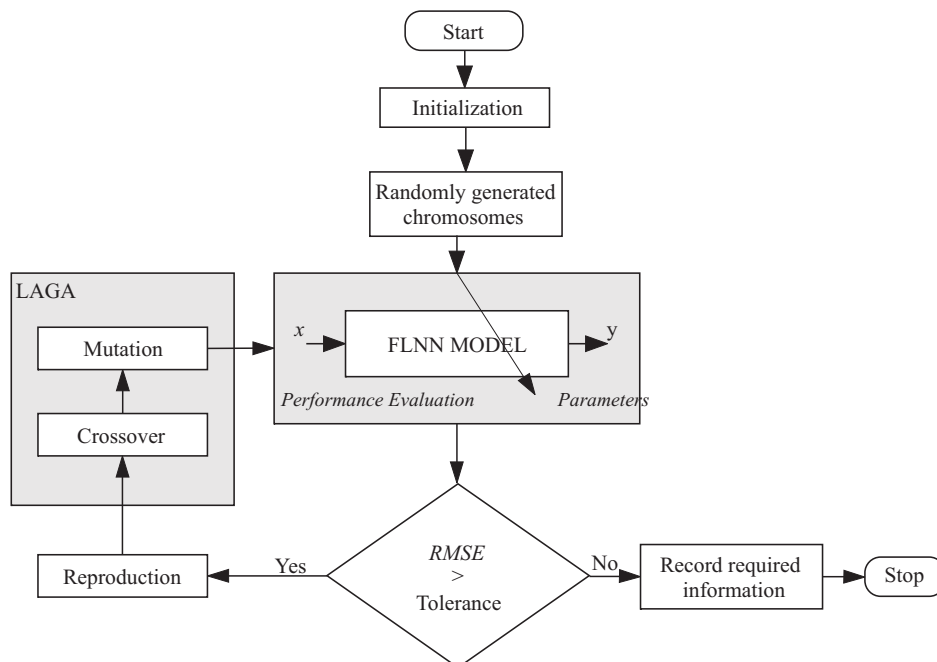 Start
Initialization
Randomly generated
chromosomes
LAGA
Mutation
Crossover
x
FLNN MODEL
y
Performance Evaluation
Parameters
Reproduction
Yes
RMSE
>
Tolerance
No
Record required
information
Stop